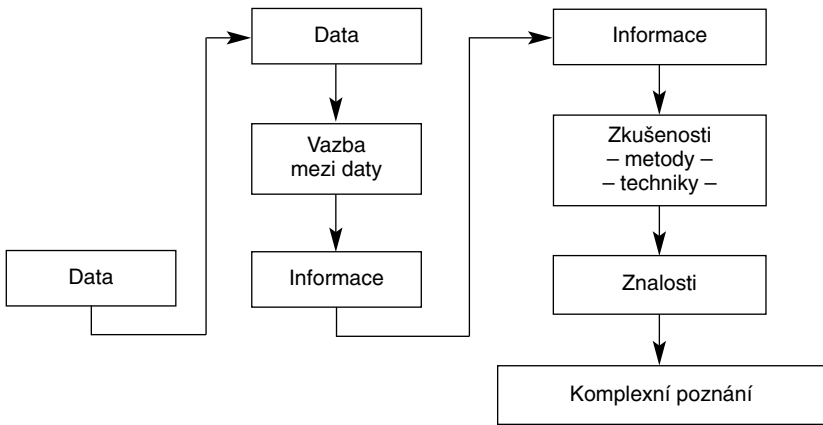 Data
Data
Vazba
mezi daty
Informace
Informace
Zkušenosti
– metody –
– techniky –
Znalosti
Komplexní poznání